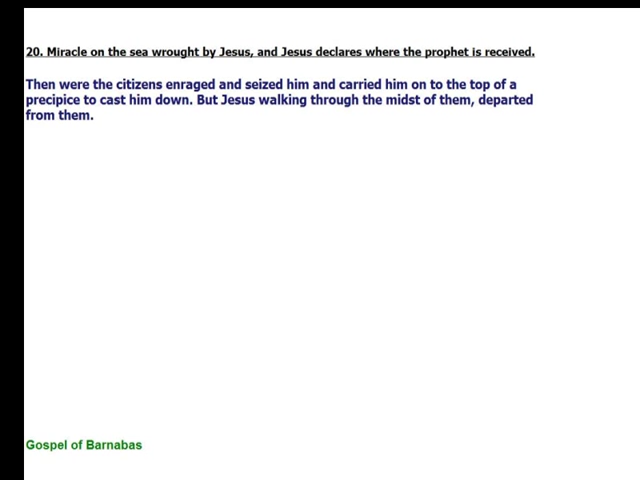 20. Miracle on the sea wrought by Jesus, and Jesus declares where the prophet is received.
Then were the citizens enraged and seized him and carried him on to the top of a
precipice to cast him down. But Jesus walking through the midst of them, departed
from them.
Gospel of Barnabas